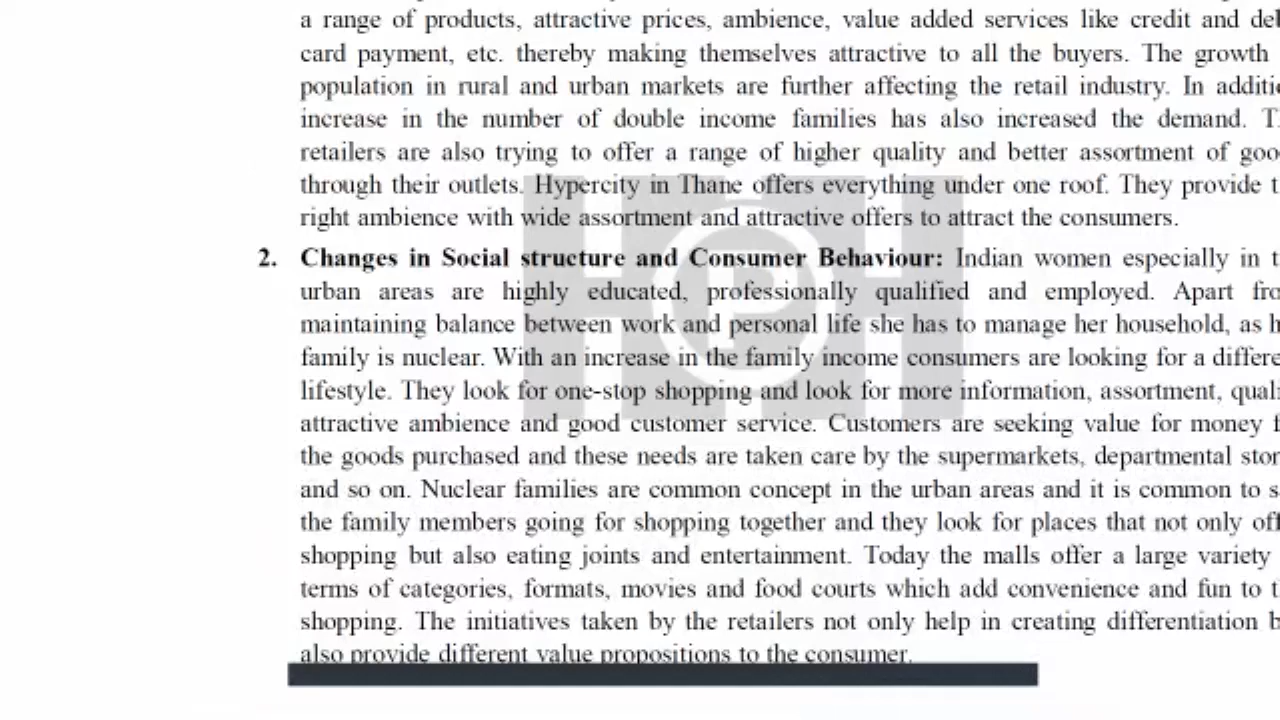 a range of products, attractive prices, ambience, value added services like credit and
card payment, etc. thereby making themselves attractive to all the buyers. The growth
population in rural and urban markets are further affecting the retail industry. In
increase in the number of double income families has also increased the demand.
retailers are also trying to offer a range of higher quality and better assortment of
through their outlets. Hypercity in Thane offers everything under one roof. They provide
right ambience with wide assortment and attractive offers to attract the consumers.
2. Changes in Social structure and Consumer Behaviour: Indian women especially in
urban areas are highly educated, professionally qualified and employed. Apart
maintaining balance between work and personal life she has to manage her household, as
family is nuclear. With an increase in the family income consumers are looking for a
lifestyle. They look for one-stop shopping and look for more information, assortment,
attractive ambience and good customer service. Customers are seeking value for money
the goods purchased and these needs are taken care by the supermarkets, departmental
and so on. Nuclear families are common concept in the urban areas and it is common to
the family members going for shopping together and they look for places that not only
shopping but also eating joints and entertainment. Today the malls offer a large variety
terms of categories, formats, movies and food courts which add convenience and fun to
shopping. The initiatives taken by the retailers not only help in creating differentiation
also provide different value propositions to the consumer.